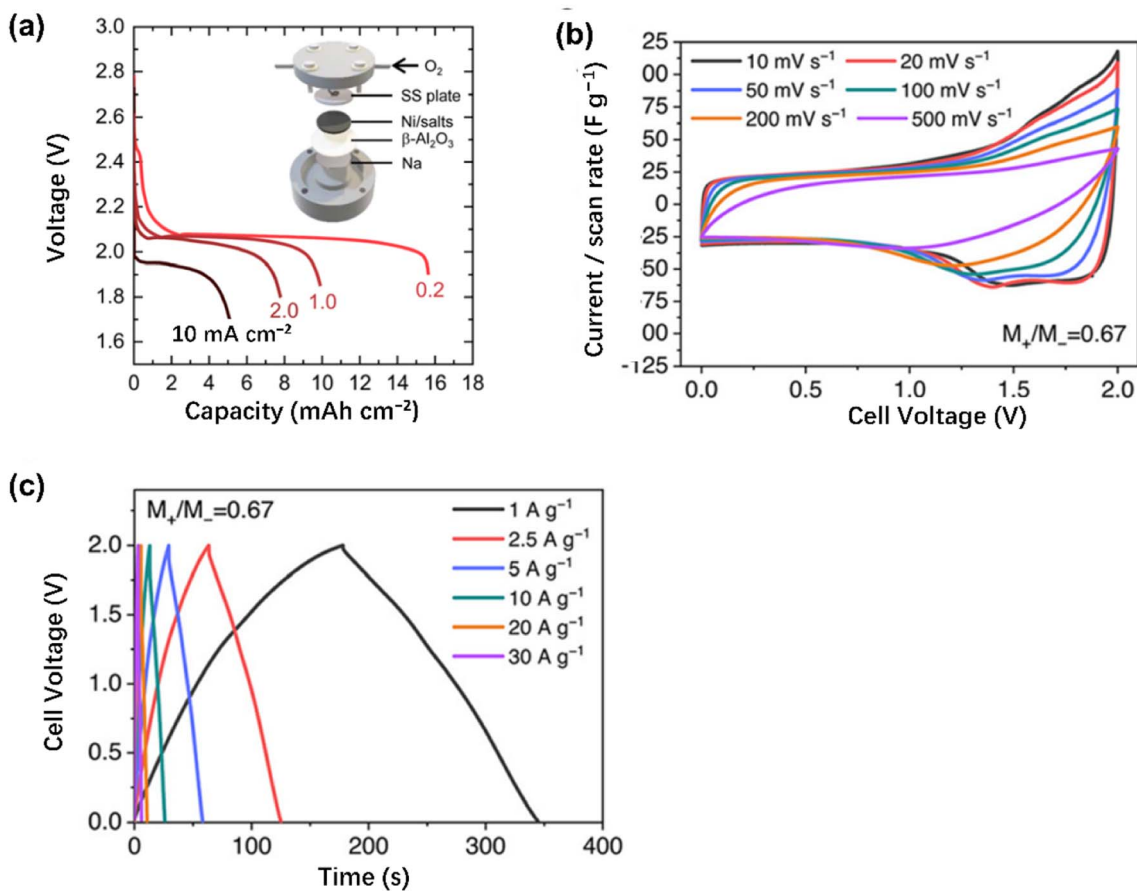 (a)
3.0
2.8
2.6
2.4
2.2
2.0
1.8
1.6
Voltage (V)
O₂
SS plate
Ni/salts
β-Al₂O₃
Na
2.0
1.0
0.2
10 mA cm⁻²
0 2 4 6 8 10 12 14 16 18
Capacity (mAh cm⁻²)
(b)
25
00
75
50
25
0
-25
-50
-75
00
-125
Current / scan rate (F g⁻¹)
10 mV s⁻¹ 20 mV s⁻¹
50 mV s⁻¹ 100 mV s⁻¹
200 mV s⁻¹ 500 mV s⁻¹
M₊/M₋=0.67
0.0 0.5 1.0 1.5 2.0
Cell Voltage (V)
(c)
2.0
1.5
1.0
0.5
0.0
Cell Voltage (V)
M₊/M₋=0.67
1 A g⁻¹
2.5 A g⁻¹
5 A g⁻¹
10 A g⁻¹
20 A g⁻¹
30 A g⁻¹
0 100 200 300 400
Time (s)